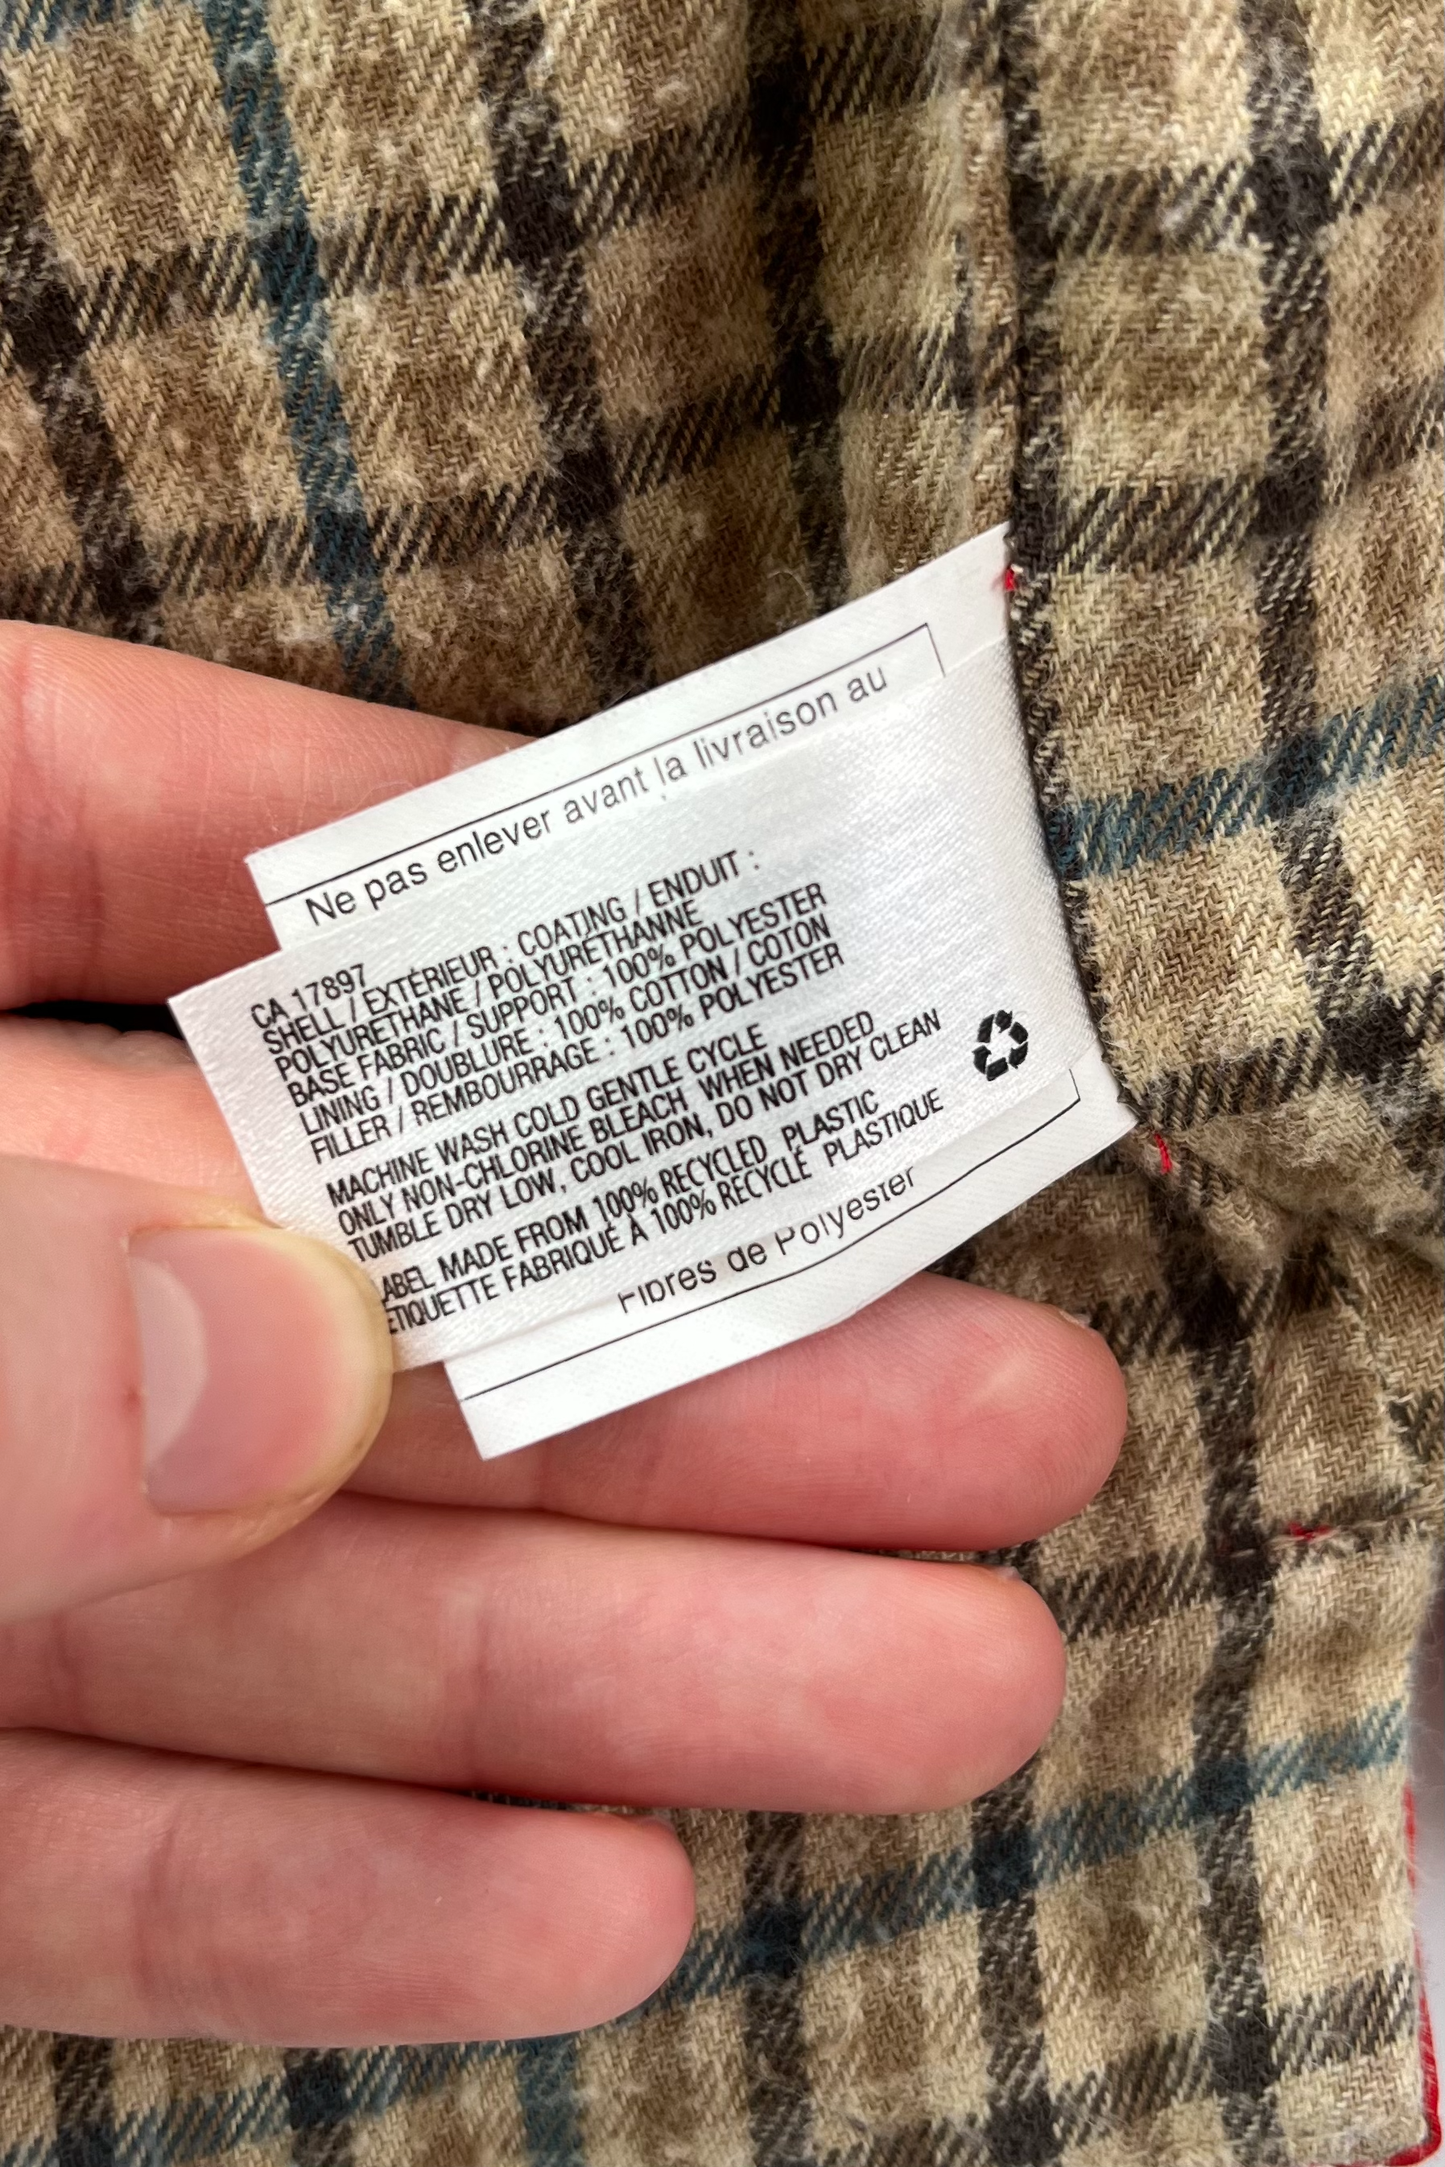 Ne pas enlever avant la livraison au
CA 17897
SHELL / EXTÉRIEUR : COATING / ENDUIT :
POLYURETHANE / POLYURÉTHANNE
BASE FABRIC / SUPPORT : 100% POLYESTER
LINING / DOUBLURE : 100% COTTON / COTON
FILLER / REMBOURRAGE : 100% POLYESTER
MACHINE WASH COLD GENTLE CYCLE
ONLY NON-CHLORINE BLEACH WHEN NEEDED
TUMBLE DRY LOW, COOL IRON, DO NOT DRY CLEAN
LABEL MADE FROM 100% RECYCLED PLASTIC
ÉTIQUETTE FABRIQUÉ À 100% RECYCLÉ PLASTIQUE
Fibres de Polyester